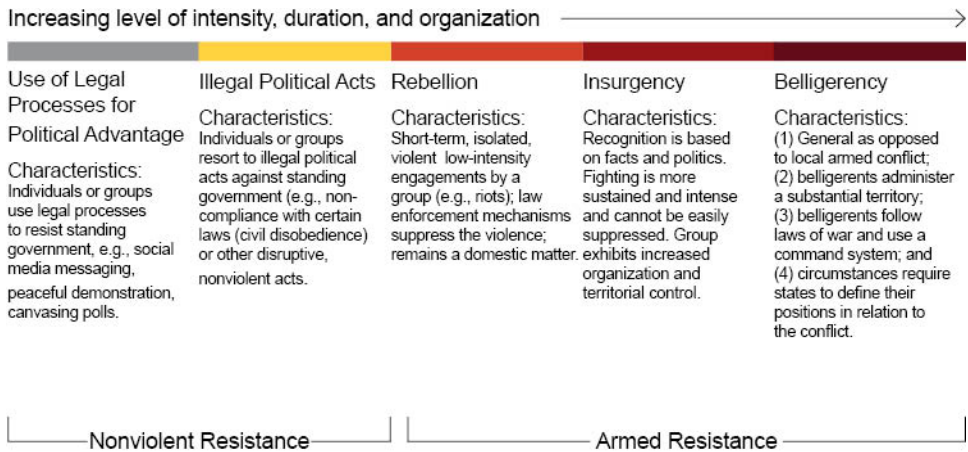 Increasing level of intensity, duration, and organization
Use of Legal
Processes for
Political Advantage
Characteristics:
Individuals or groups
use legal processes
to resist standing
government, e.g., social
media messaging,
peaceful demonstration,
canvasing polls.
Illegal Political Acts
Characteristics:
Individuals or groups
resort to illegal political
acts against standing
government (e.g., non-
compliance with certain
laws (civil disobedience)
or other disruptive,
nonviolent acts.
Rebellion
Characteristics:
Short-term, isolated,
violent low-intensity
engagements by a
group (e.g., riots); law
enforcement mechanisms
suppress the violence;
remains a domestic matter.
Insurgency
Characteristics:
Recognition is based
on facts and politics.
Fighting is more
sustained and intense
and cannot be easily
suppressed. Group
exhibits increased
organization and
territorial control.
Belligerency
Characteristics:
(1) General as opposed
to local armed conflict;
(2) belligerents administer
a substantial territory;
(3) belligerents follow
laws of war and use a
command system; and
(4) circumstances require
states to define their
positions in relation to
the conflict.
Nonviolent Resistance
Armed Resistance